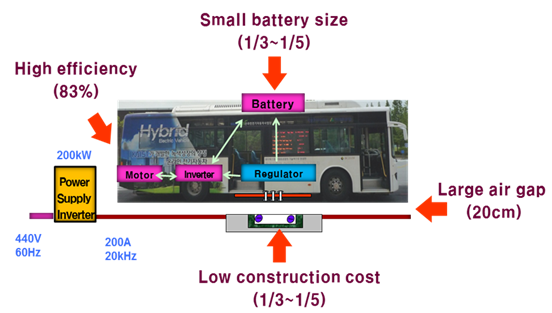 Small battery size
(1/3~1/5)
High efficiency
(83%)
Battery
Hybrid
200kW
Motor
Inverter
Regulator
Power
Supply
Inverter
Large air gap
(20cm)
440V
60Hz
200A
20kHz
Low construction cost
(1/3~1/5)